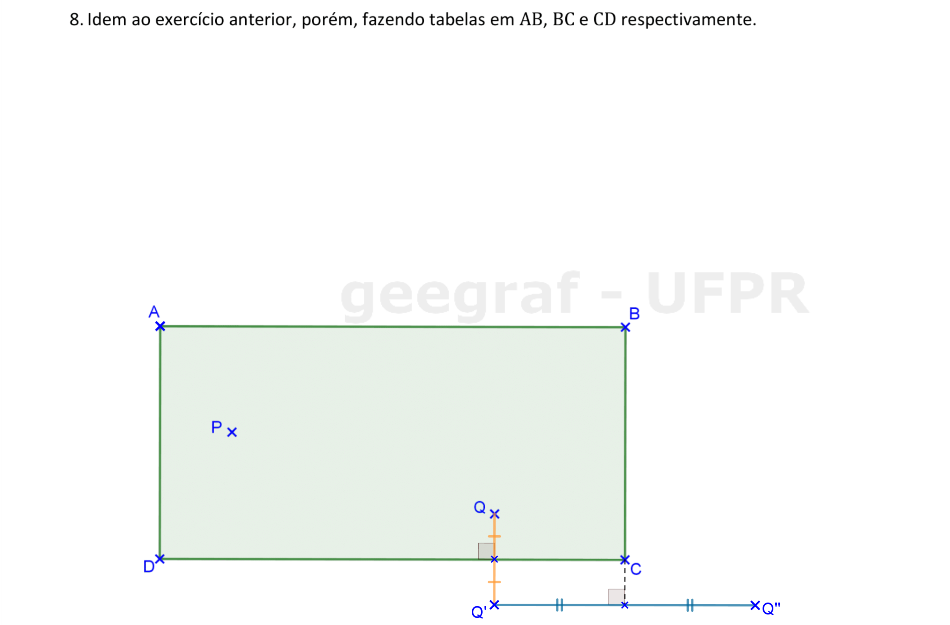 8. Idem ao exercício anterior, porém, fazendo tabelas em AB, BC e CD respectivamente.
geegraf - UFPR
A
B
P
Q
D
C
Q'
Q"